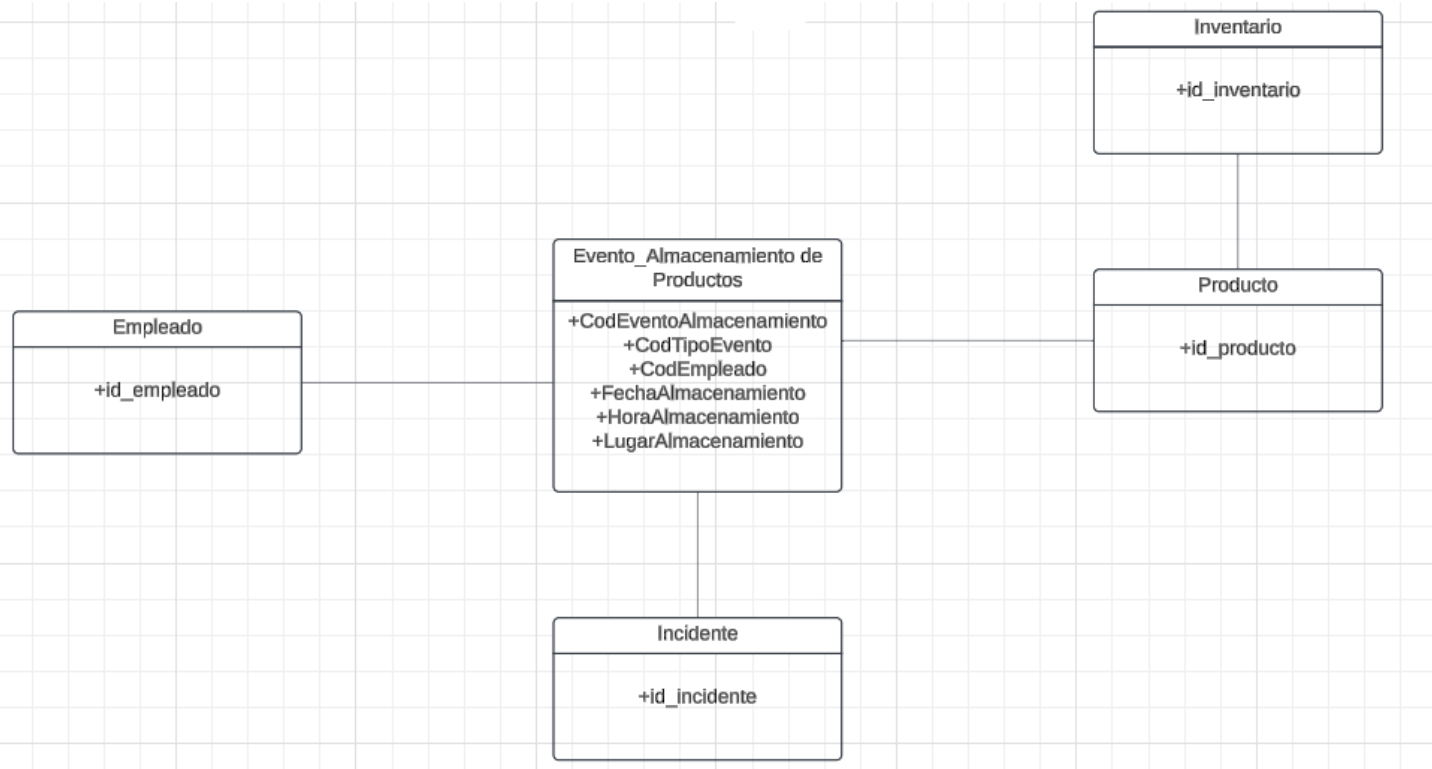 Inventario
+id_inventario
Evento_Almacenamiento de
Productos
+CodEventoAlmacenamiento
+CodTipoEvento
+CodEmpleado
+FechaAlmacenamiento
+HoraAlmacenamiento
+LugarAlmacenamiento
Producto
+id_producto
Empleado
+id_empleado
Incidente
+id_incidente